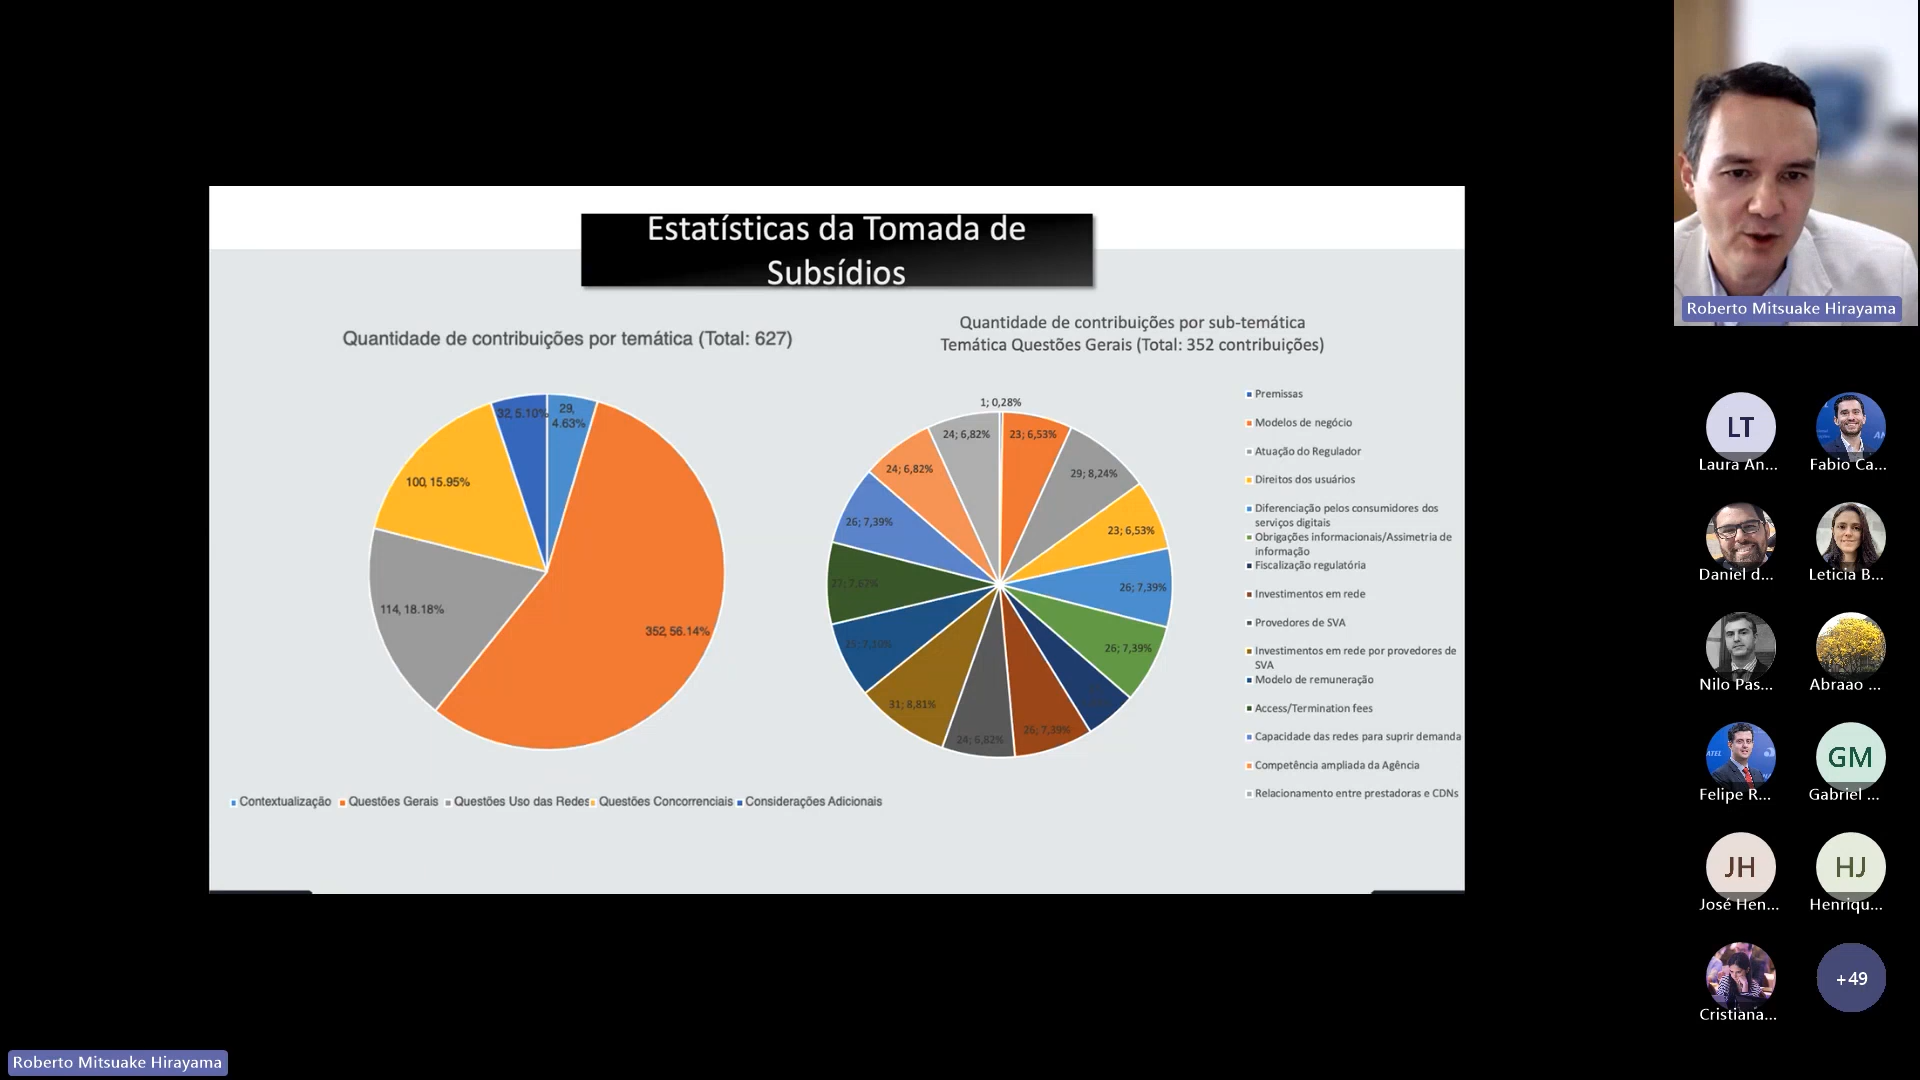 Estatísticas da Tomada de
Subsídios
Quantidade de contribuições por temática (Total: 627)
32, 5.10%
29,
4.63%
100, 15.95%
114, 18.18%
352, 56.14%
Contextualização
Questões Gerais
Questões Uso das Redes
Questões Concorrenciais
Considerações Adicionais
Quantidade de contribuições por sub-temática
Temática Questões Gerais (Total: 352 contribuições)
1; 0,28%
23; 6,53%
29; 8,24%
23; 6,53%
26; 7,39%
26; 7,39%
26; 7,39%
24; 6,82%
31; 8,81%
25; 7,10%
27; 7,67%
26; 7,39%
24; 6,82%
24; 6,82%
Premissas
Modelos de negócio
Atuação do Regulador
Direitos dos usuários
Diferenciação pelos consumidores dos
serviços digitais
Obrigações informacionais/Assimetria de
informação
Fiscalização regulatória
Investimentos em rede
Provedores de SVA
Investimentos em rede por provedores de
SVA
Modelo de remuneração
Access/Termination fees
Capacidade das redes para suprir demanda
Competência ampliada da Agência
Relacionamento entre prestadoras e CDNs
Roberto Mitsuake Hirayama
LT
Laura An...
Fabio Ca...
Daniel d...
Leticia B...
Nilo Pas...
Abraao ...
Felipe R...
GM
Gabriel ...
JH
José Hen...
HJ
Henriqu...
Cristiana...
+49
Roberto Mitsuake Hirayama